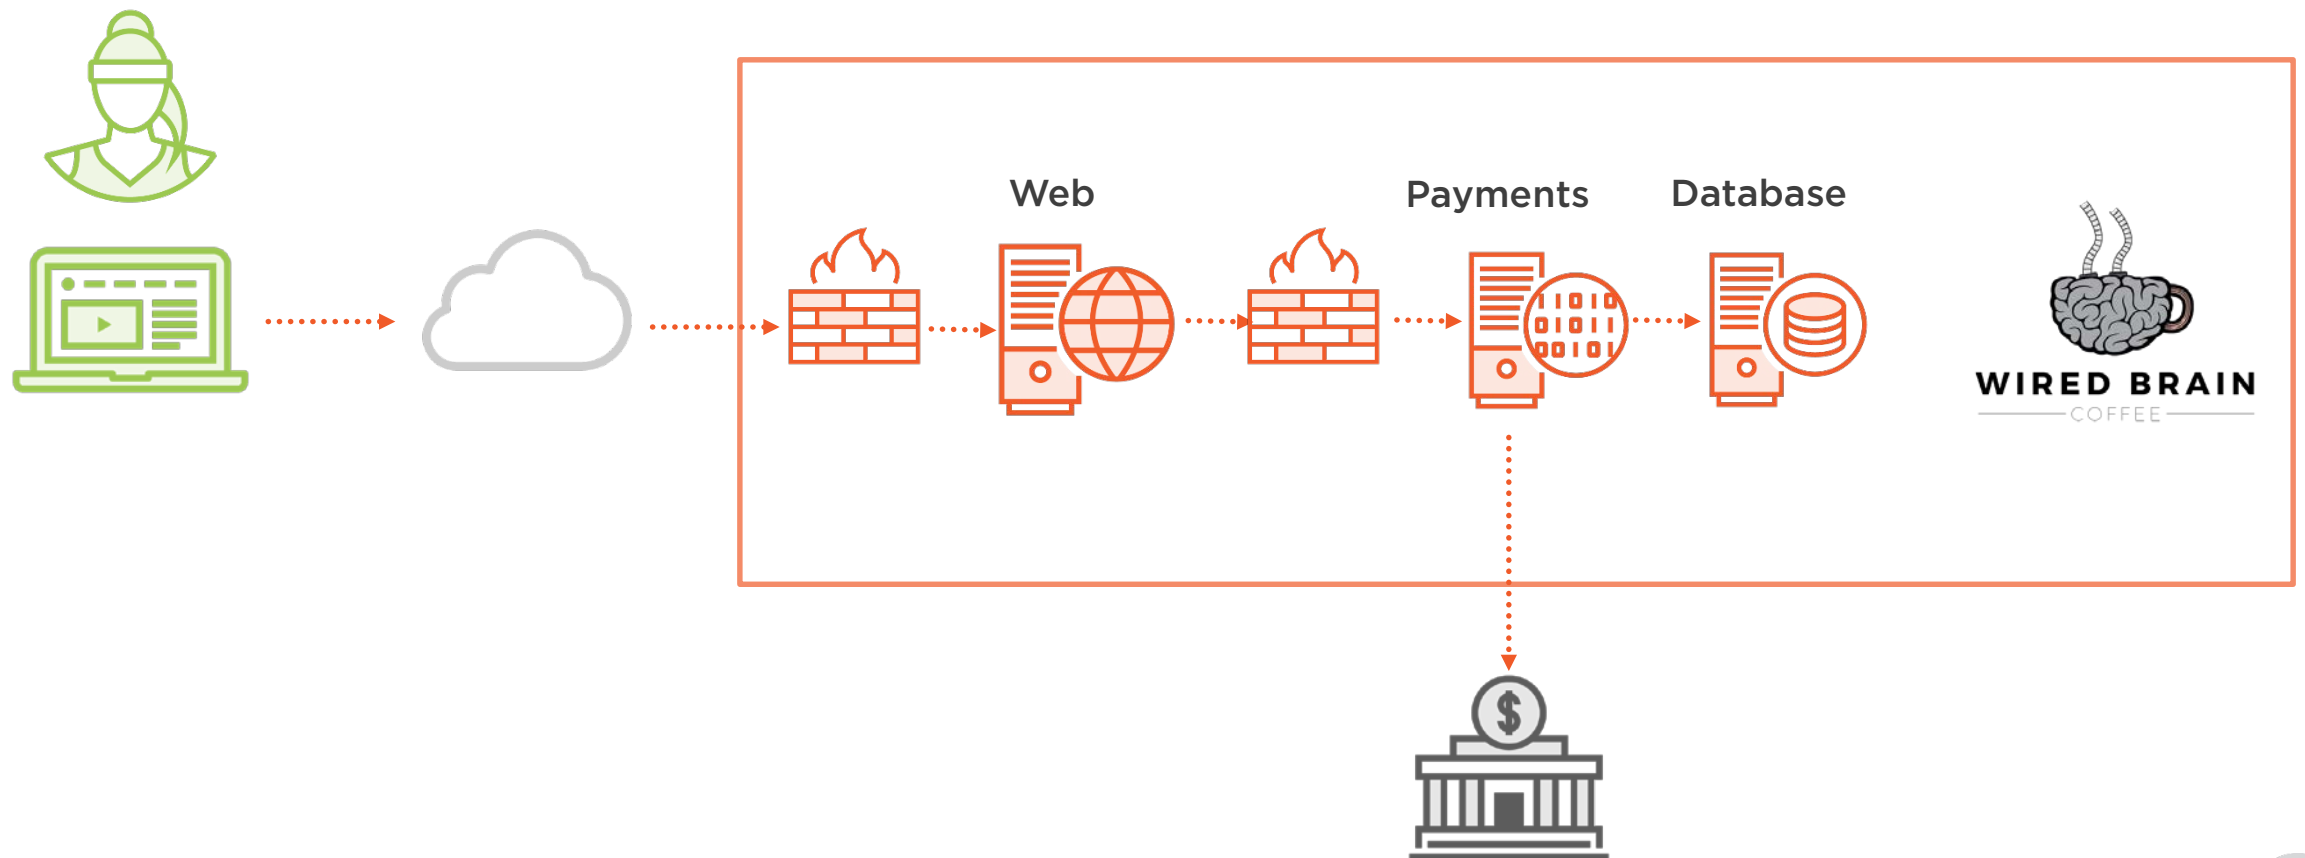 Web
Payments
Database
WIRED BRAIN
COFFEE
$